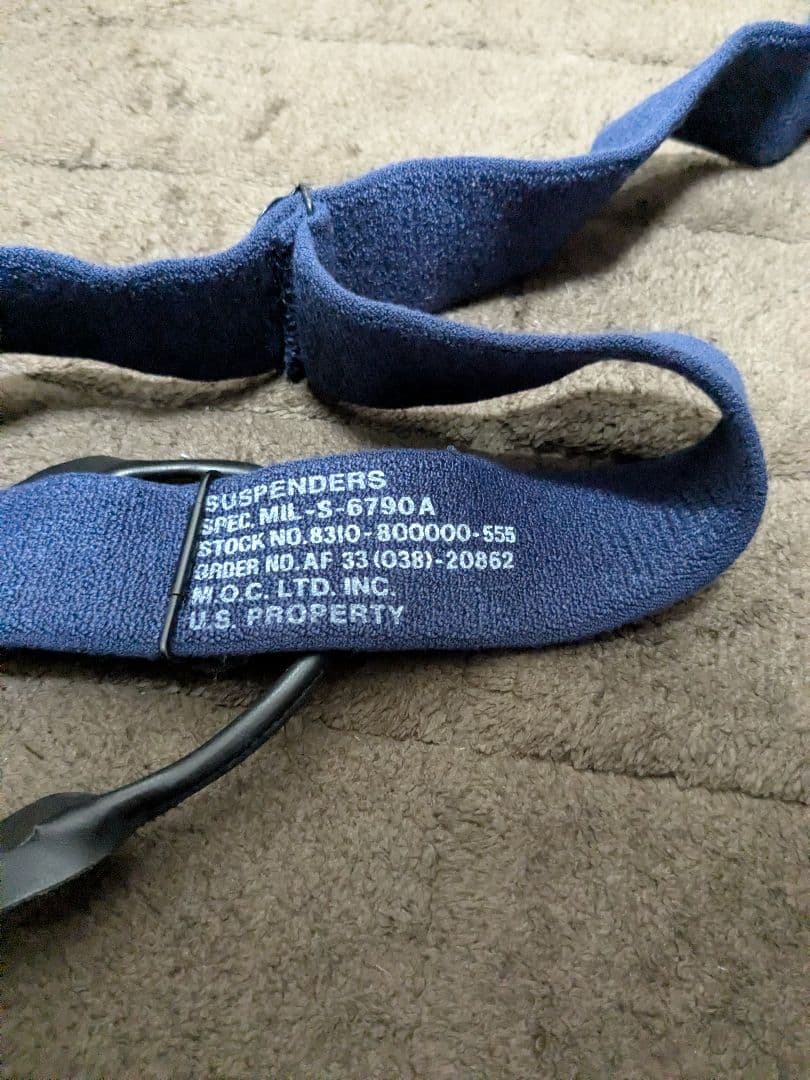 SUSPENDERS
SPEC. MIL-S-6790A
STOCK NO. 8310-800000-555
ORDER NO. AF 33 (038)-20862
M.O.C. LTD. INC.
U.S. PROPERTY